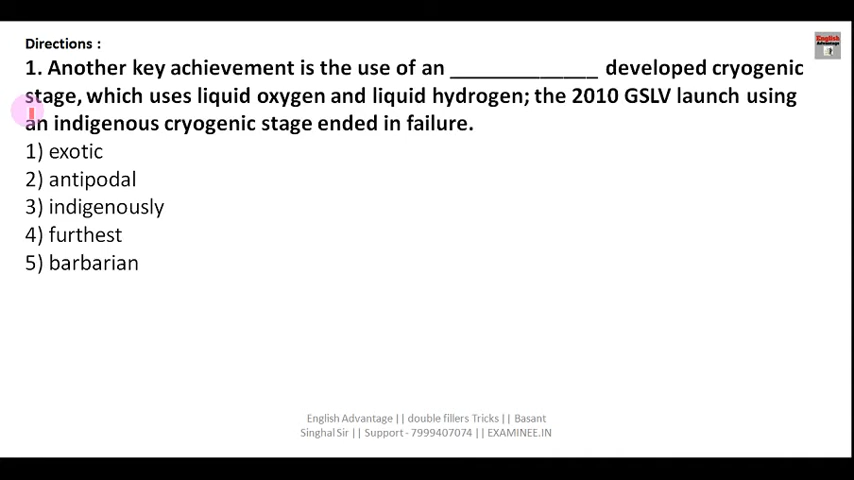 English
Advantage
Directions :
1. Another key achievement is the use of an _____________ developed cryogenic
stage, which uses liquid oxygen and liquid hydrogen; the 2010 GSLV launch using
an indigenous cryogenic stage ended in failure.
1) exotic
2) antipodal
3) indigenously
4) furthest
5) barbarian
English Advantage || double fillers Tricks || Basant
Singhal Sir || Support - 7999407074 || EXAMINEE.IN